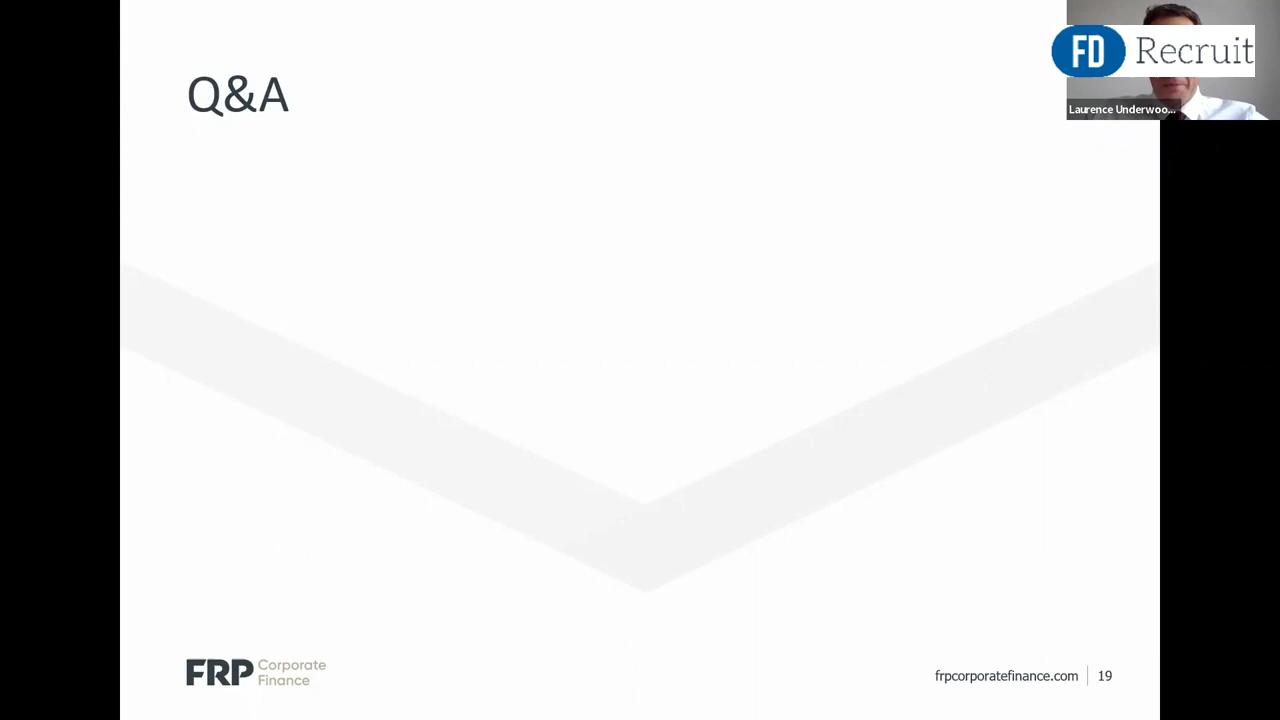 Q&A
FD Recruit
Laurence Underwoo...
FRP Corporate
Finance
frpcorporatefinance.com 19